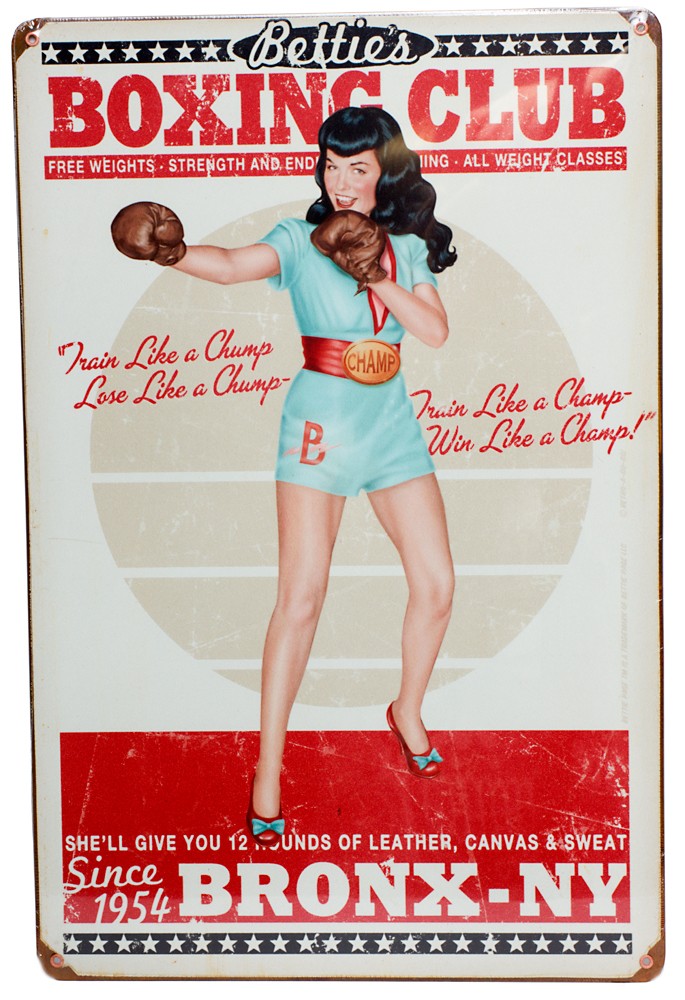 Bettie's
BOXING CLUB
FREE WEIGHTS · STRENGTH AND END NING · ALL WEIGHT CLASSES
"Train Like a Chump
Lose Like a Chump-
Train Like a Champ-
Win Like a Champ!"
CHAMP
B
SHE'LL GIVE YOU 12 ROUNDS OF LEATHER, CANVAS & SWEAT
Since
1954
BRONX-NY